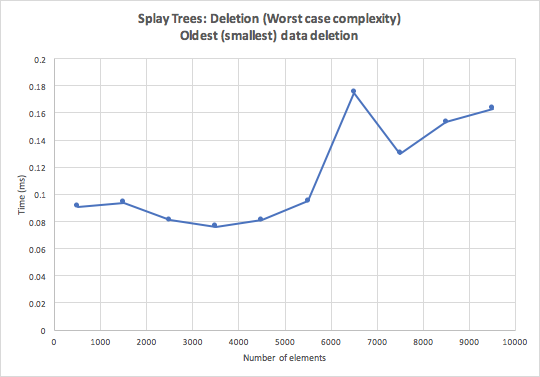 Splay Trees: Deletion (Worst case complexity)
Oldest (smallest) data deletion
0.2
0.18
0.16
0.14
0.12
0.1
0.08
0.06
0.04
0.02
0
Time (ms)
0 1000 2000 3000 4000 5000 6000 7000 8000 9000 10000
Number of elements